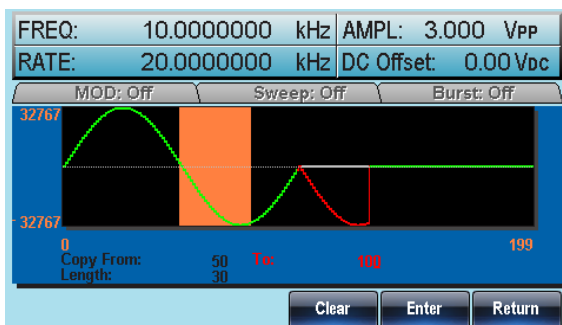 FREQ: 10.0000000 kHz AMPL: 3.000 VPP
RATE: 20.0000000 kHz DC Offset: 0.00 VDC
MOD: Off Sweep: Off Burst: Off
32767
- 32767
0 199
Copy From: 50 To: 100
Length: 30
Clear Enter Return